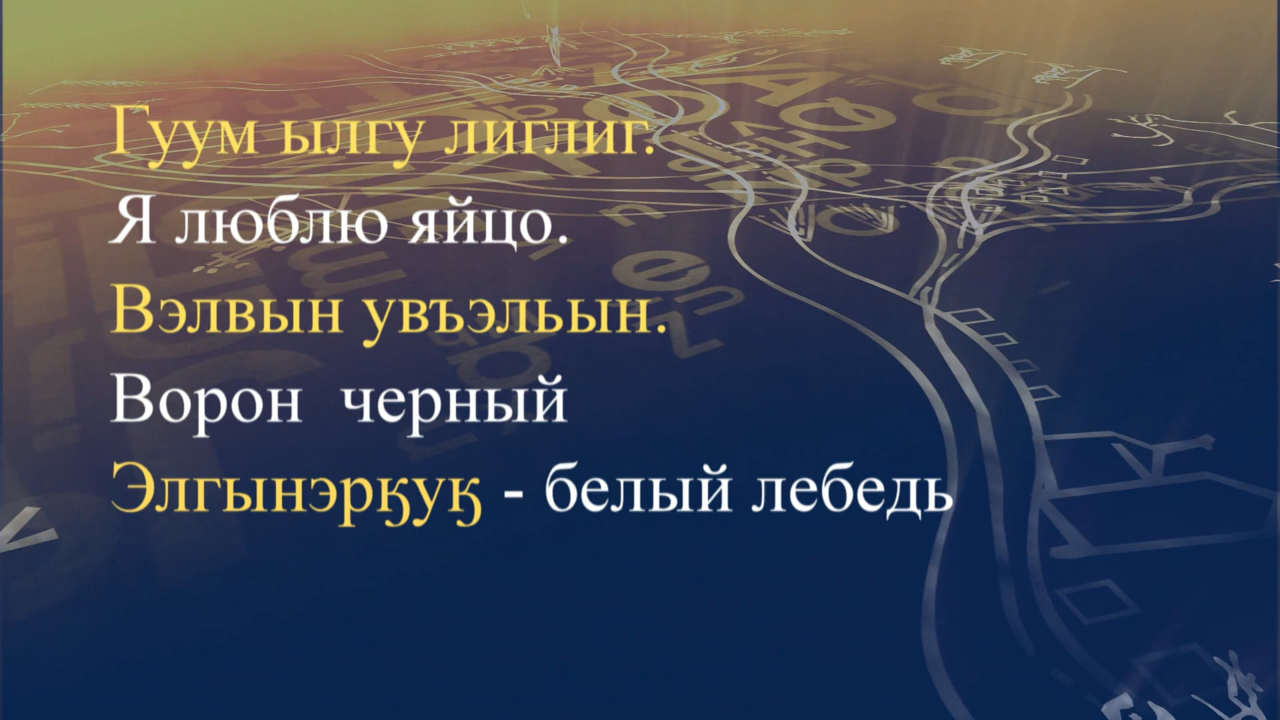 Гуум ылгу лиглиг.
Я люблю яйцо.
Вэлвын увъэльын.
Ворон  черный
Элгынэрӄуӄ - белый лебедь